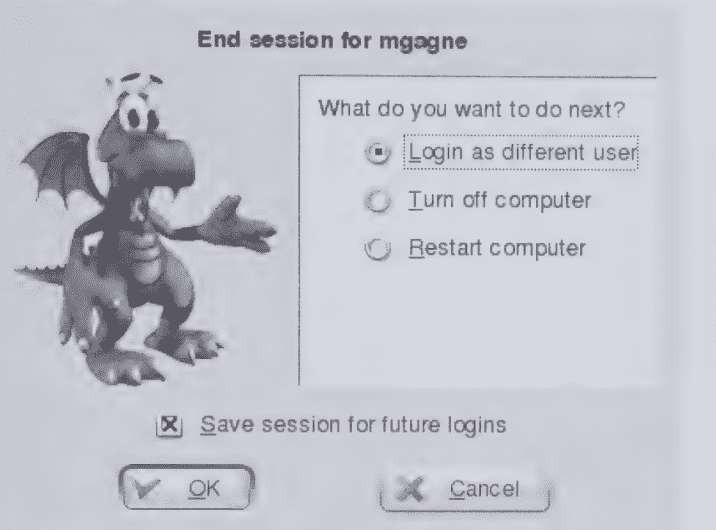 End session for mgagne
What do you want to do next?
Login as different user
Turn off computer
Restart computer
Save session for future logins
OK
Cancel